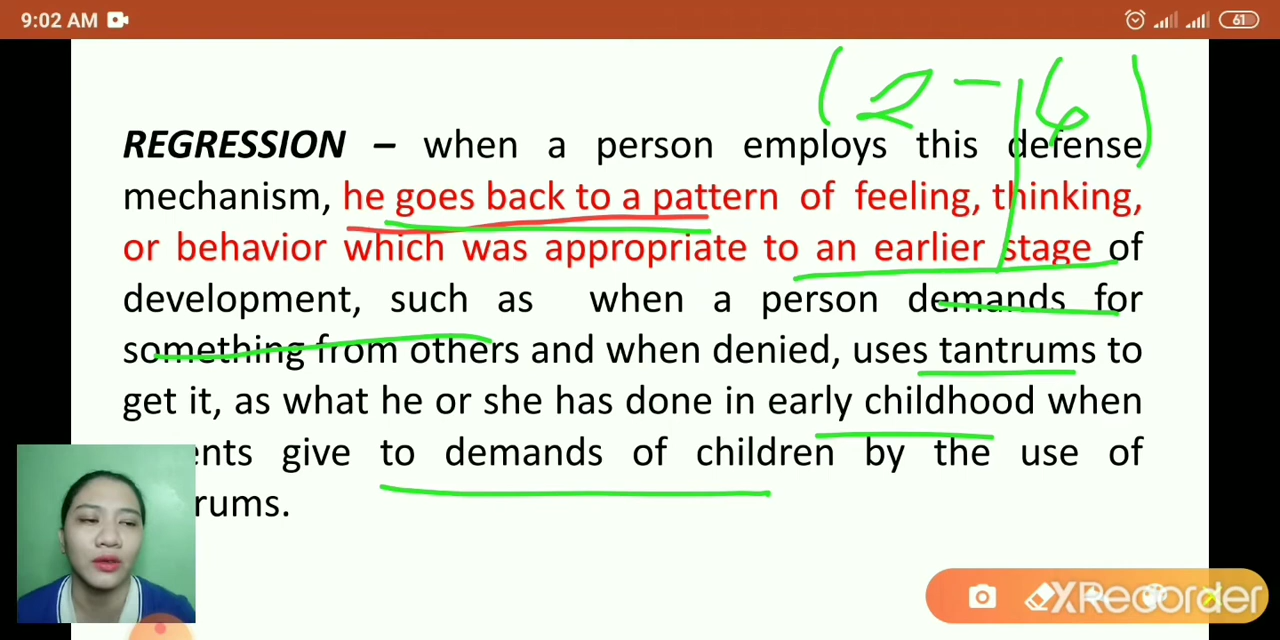 9:02 AM
61
(2-6)
REGRESSION – when a person employs this defense
mechanism, he goes back to a pattern of feeling, thinking,
or behavior which was appropriate to an earlier stage of
development, such as when a person demands for
something from others and when denied, uses tantrums to
get it, as what he or she has done in early childhood when
ents give to demands of children by the use of
rums.
XRecorder